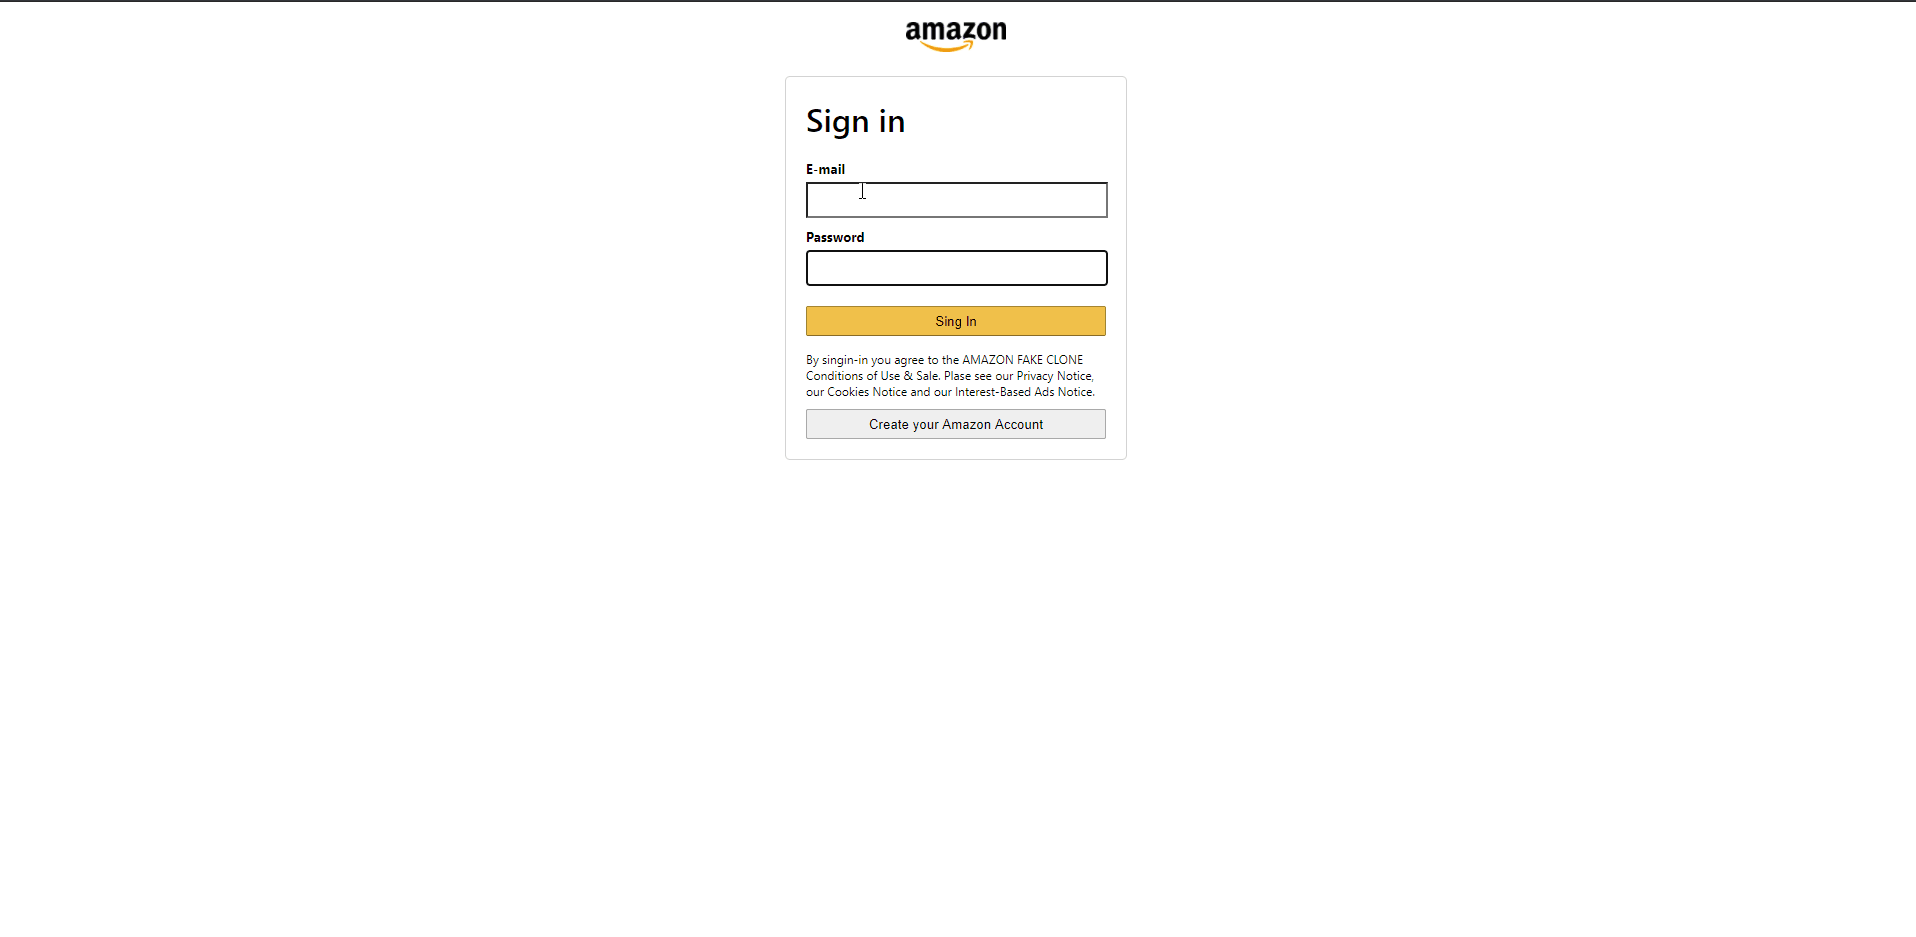 amazon
Sign in
E-mail
Password
Sing In
By singin-in you agree to the AMAZON FAKE CLONE
Conditions of Use & Sale. Plase see our Privacy Notice,
our Cookies Notice and our Interest-Based Ads Notice.
Create your Amazon Account